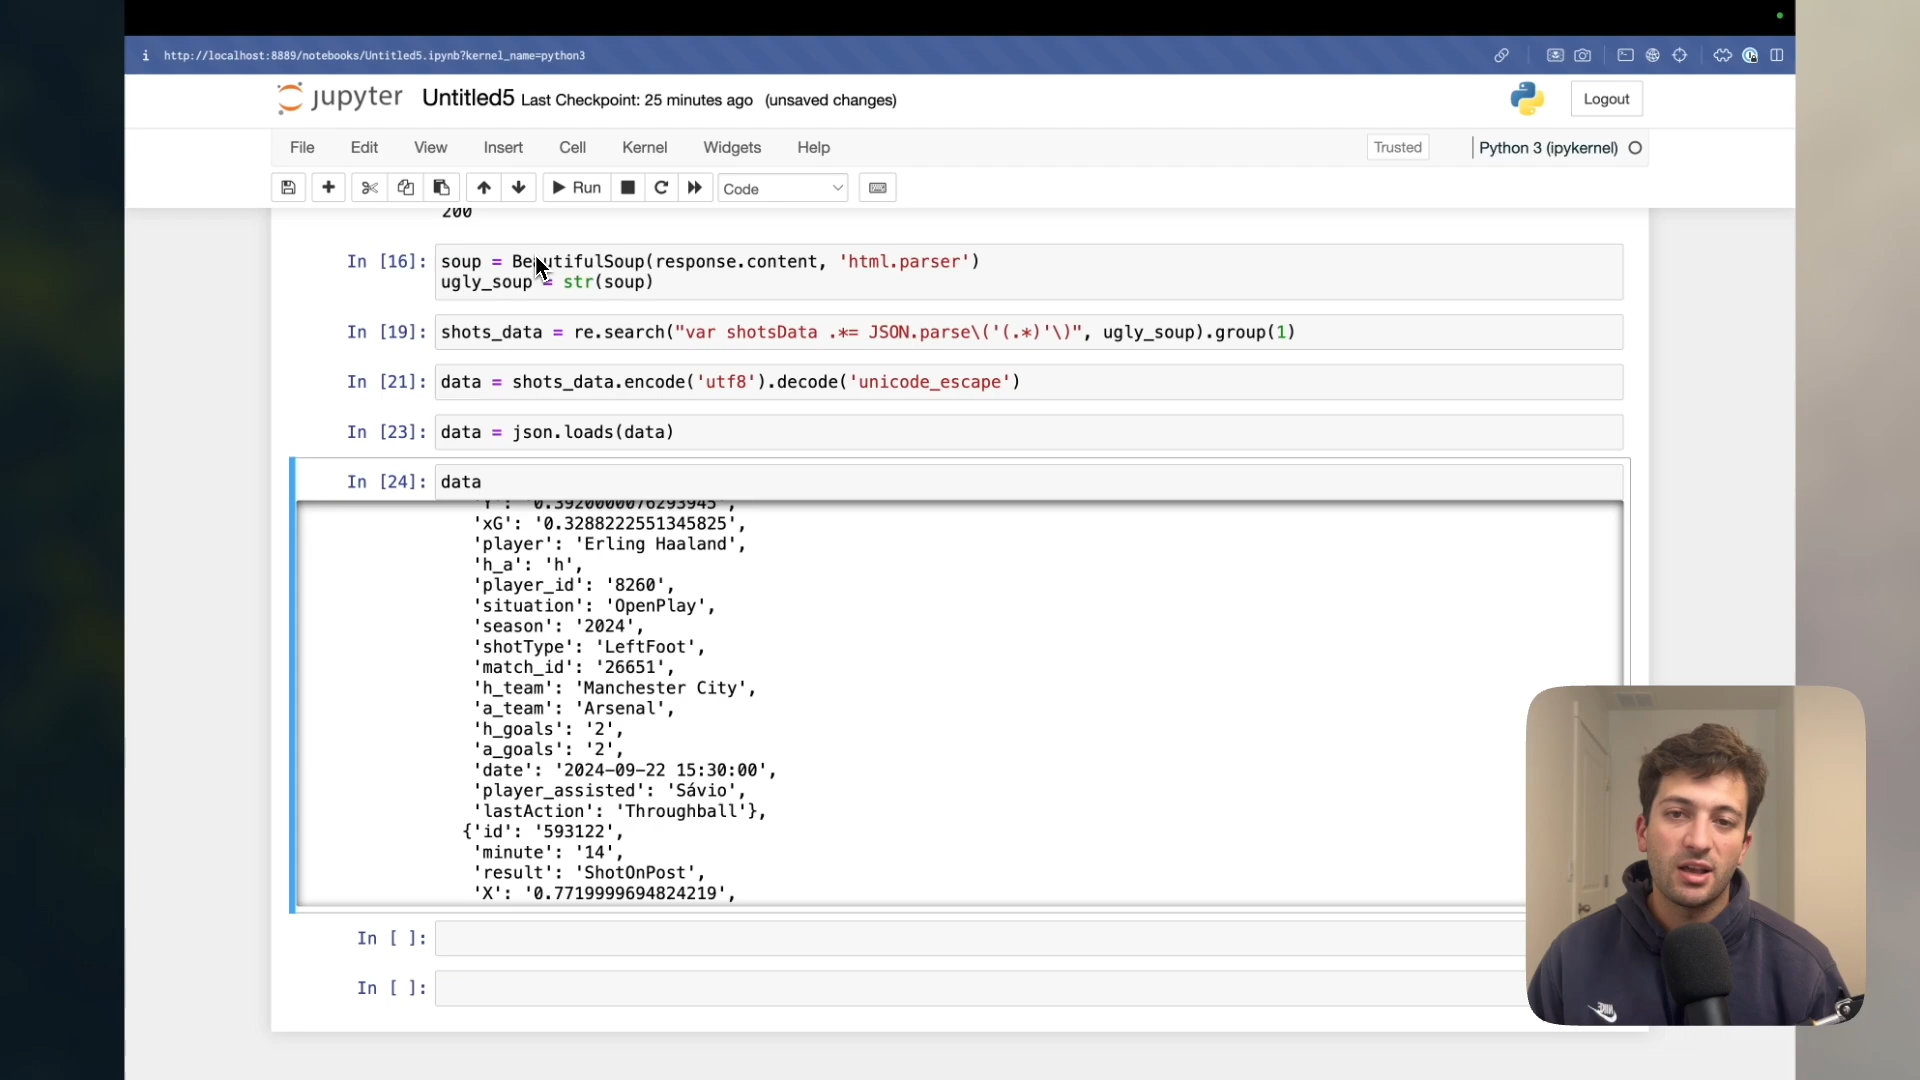 http://localhost:8889/notebooks/Untitled5.ipynb?kernel_name=python3
jupyter Untitled5 Last Checkpoint: 25 minutes ago (unsaved changes)
Logout
File Edit View Insert Cell Kernel Widgets Help
Trusted
Python 3 (ipykernel)
Run
Code
200
In [16]: soup = BeautifulSoup(response.content, 'html.parser')
ugly_soup = str(soup)
In [19]: shots_data = re.search("var shotsData .*= JSON.parse\('(.*)'\)", ugly_soup).group(1)
In [21]: data = shots_data.encode('utf8').decode('unicode_escape')
In [23]: data = json.loads(data)
In [24]: data
'Y': '0.3920000076293945',
'xG': '0.3288222551345825',
'player': 'Erling Haaland',
'h_a': 'h',
'player_id': '8260',
'situation': 'OpenPlay',
'season': '2024',
'shotType': 'LeftFoot',
'match_id': '26651',
'h_team': 'Manchester City',
'a_team': 'Arsenal',
'h_goals': '2',
'a_goals': '2',
'date': '2024-09-22 15:30:00',
'player_assisted': 'Sávio',
'lastAction': 'Throughball'},
{'id': '593122',
'minute': '14',
'result': 'ShotOnPost',
'X': '0.7719999694824219',
In [ ]:
In [ ]:
NIKE